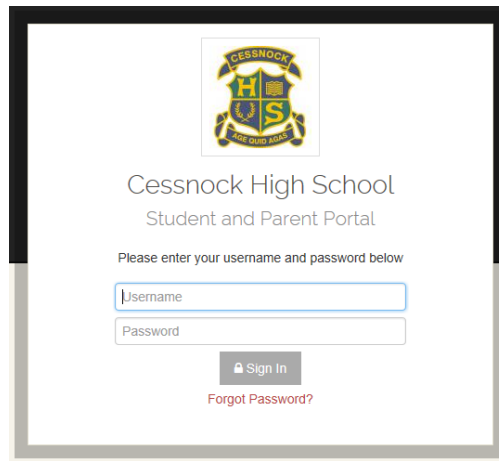 CESSNOCK
H
S
AGE QUID AGAS
Cessnock High School
Student and Parent Portal
Please enter your username and password below
Username
Password
Sign In
Forgot Password?